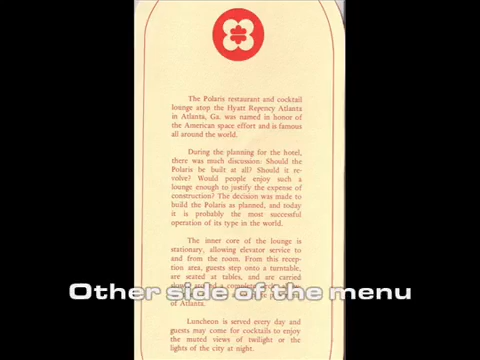 The Polaris restaurant and cocktail
lounge atop the Hyatt Regency Atlanta
in Atlanta, Ga. was named in honor of
the American space effort and is famous
all around the world.
During the planning for the hotel,
there was much discussion: Should the
Polaris be built at all? Should it re-
volve? Would people enjoy such a
lounge enough to justify the expense of
construction? The decision was made to
build the Polaris as planned, and today
it is probably the most successful
operation of its type in the world.
The inner core of the lounge is
stationary, allowing elevator service to
and from the room. From this recep-
tion area, guests step onto a turntable,
are seated at tables, and are carried
Other side of the menu
of Atlanta.
Luncheon is served every day and
guests may come for cocktails to enjoy
the muted views of twilight or the
lights of the city at night.